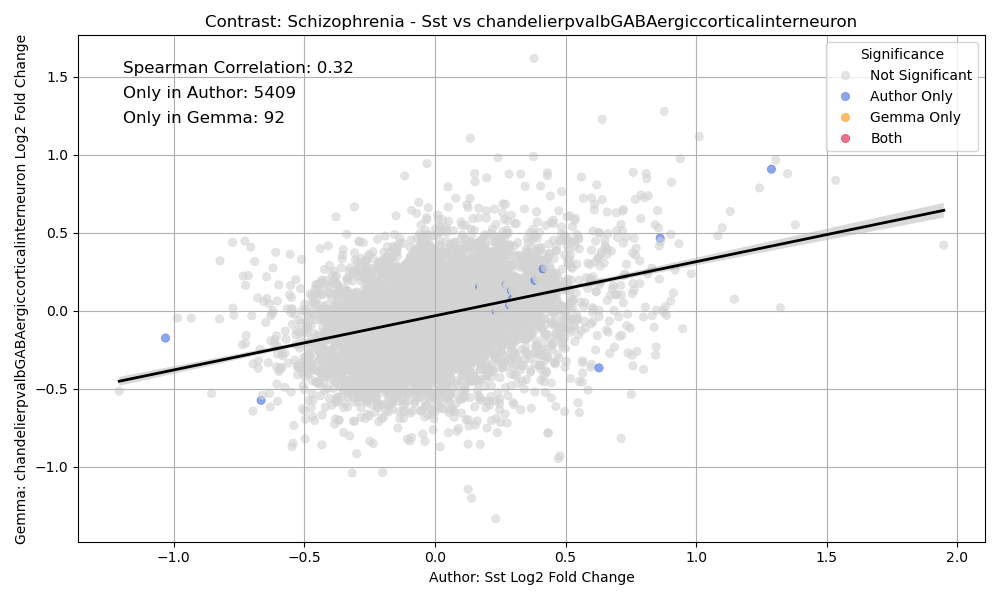 Contrast: Schizophrenia - Sst vs chandelierpvalbGABAergiccorticalinterneuron
Spearman Correlation: 0.32
Only in Author: 5409
Only in Gemma: 92
Significance
Not Significant
Author Only
Gemma Only
Both
Gemma: chandelierpvalbGABAergiccorticalinterneuron Log2 Fold Change
1.5
1.0
0.5
0.0
−0.5
−1.0
−1.0 −0.5 0.0 0.5 1.0 1.5 2.0
Author: Sst Log2 Fold Change